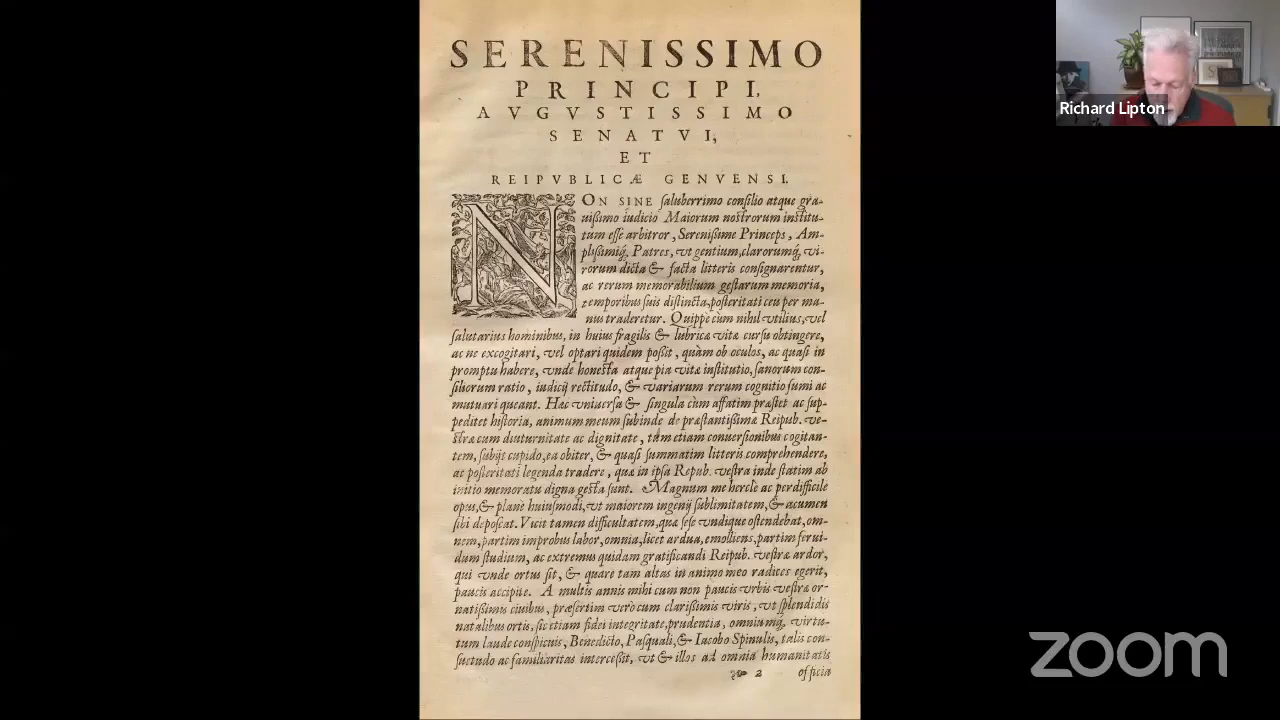 SERENISSIMO
PRINCIPI,
AVGVSTISSIMO
SENATVI,
ET
REIPVBLICÆ GENVENSI.
NON SINE saluberrimo consilio atque gra-
uißimo iudicio Maiorum nostrorum institu-
tum esse arbitror, Serenißime Princeps, Am-
plißimiq́; Patres, vt gentium, clarorumq́; vi-
rorum dicta & facta litteris consignarentur,
ac rerum memorabilium gestarum memoria,
temporibus suis distincta, posteritati ceu per ma-
nus traderetur. Quippe cùm nihil vtilius, vel
salutarius hominibus, in huius fragilis & lubricæ vitæ cursu obtingere,
ac ne excogitari, vel optari quidem poßit, quàm ob oculos, ac quasi in
promptu habere, vnde honesta atque pia vitæ institutio, sanorum con-
siliorum ratio, iudicij rectitudo, & variarum rerum cognitio sumi ac
mutuari queant. Hæc vniuersa & singula cùm affatim præstet ac sup-
peditet historia, animum meum subinde de præstantißimæ Reipub. ve-
stræ cum diuturnitate ac dignitate, tum etiam conuersionibus cogitan-
tem, subijt cupido, ea obiter, & quasi summatim litteris comprehendere,
ac posteritati legenda tradere, quæ in ipsa Repub. vestra inde statim ab
initio memoratu digna gesta sunt. Magnum me hercle ac perdifficile
opus, & planè huiusmodi, vt maiorem ingenij sublimitatem, & acumen
sibi deposcat. Vicit tamen difficultatem, quæ sese vndique ostendebat, om-
nem, partim improbus labor, omnia, licet ardua, emolliens, partim ferui-
dum studium, ac extremus quidam gratificandi Reipub. vestræ ardor,
qui vnde ortus sit, & quare tam altas in animo meo radices egerit,
paucis accipite. A multis annis mihi cum non paucis vrbis vestræ or-
natißimis ciuibus, præsertim vero cum clarißimis viris, vt splendidis
natalibus ortis, sic etiam fidei integritate, prudentia, omniumq́; virtu-
tum laude conspicuis, Benedicto, Pasquali, & Iacobo Spinulis, talis con-
suetudo ac familiaritas interceßit, vt & illos ad omnia humanitatis
2 officia
Richard Lipton
zoom